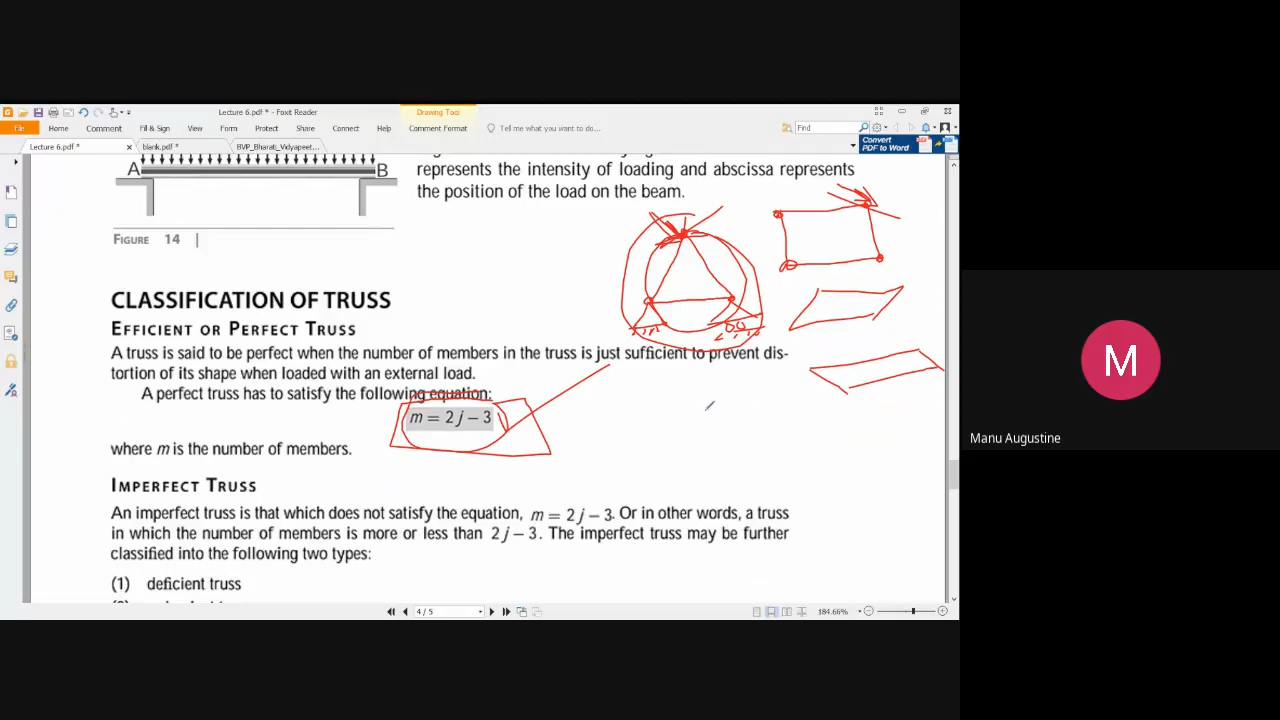 Lecture 6.pdf * - Foxit Reader
Drawing Tool
File Home Comment Fill & Sign View Form Protect Share Connect Help Comment Format Tell me what you want to do... Find
Lecture 6.pdf * blank.pdf * BVP_Bharati_Vidyapeet... Convert
PDF to Word
A B
represents the intensity of loading and abscissa represents
the position of the load on the beam.
FIGURE 14
CLASSIFICATION OF TRUSS
EFFICIENT OR PERFECT TRUSS
A truss is said to be perfect when the number of members in the truss is just sufficient to prevent dis-
tortion of its shape when loaded with an external load.
A perfect truss has to satisfy the following equation:
m = 2 j – 3
where m is the number of members.
IMPERFECT TRUSS
An imperfect truss is that which does not satisfy the equation, m = 2 j – 3. Or in other words, a truss
in which the number of members is more or less than 2 j – 3. The imperfect truss may be further
classified into the following two types:
(1) deficient truss
4 / 5
184.66%
M
Manu Augustine